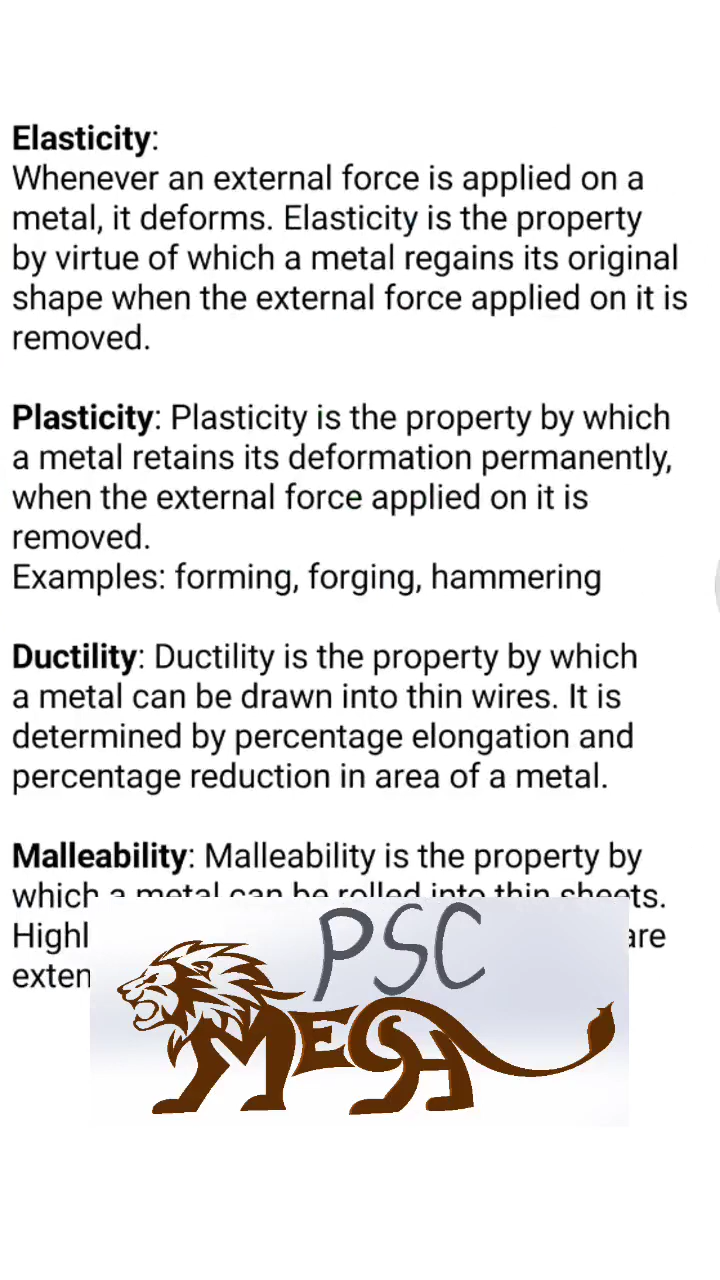 Elasticity:
Whenever an external force is applied on a
metal, it deforms. Elasticity is the property
by virtue of which a metal regains its original
shape when the external force applied on it is
removed.
Plasticity: Plasticity is the property by which
a metal retains its deformation permanently,
when the external force applied on it is
removed.
Examples: forming, forging, hammering
Ductility: Ductility is the property by which
a metal can be drawn into thin wires. It is
determined by percentage elongation and
percentage reduction in area of a metal.
Malleability: Malleability is the property by
which a metal can be rolled into thin sheets.
are
PSC
MECH